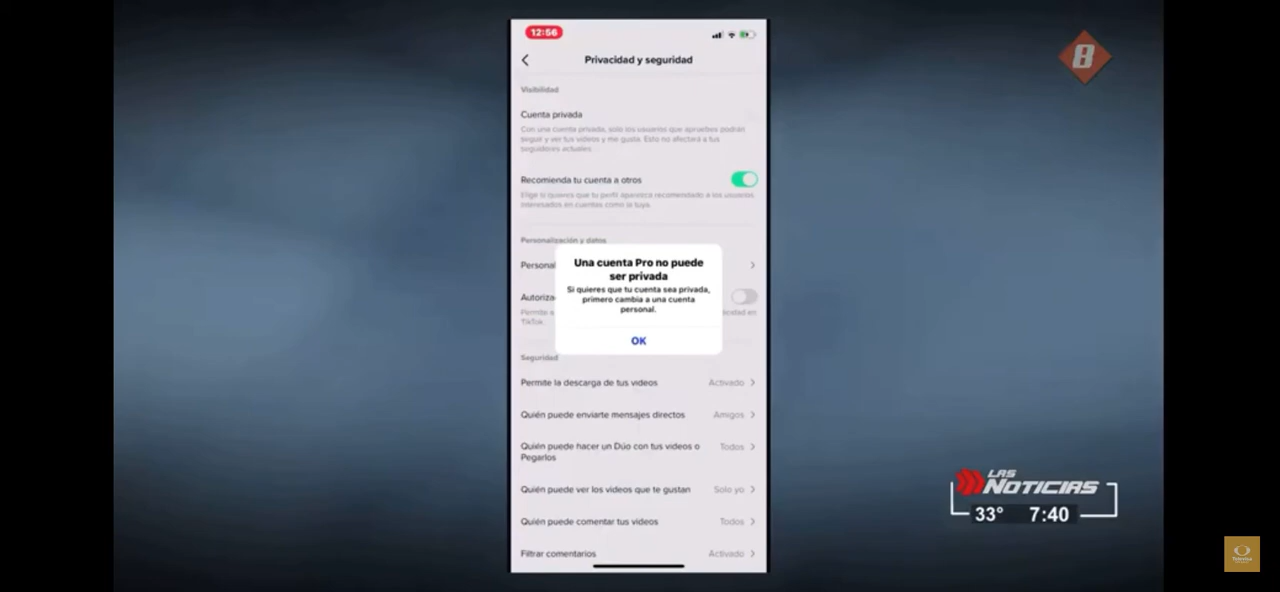 12:56
8
Privacidad y seguridad
Visibilidad
Cuenta privada
Con una cuenta privada, solo los usuarios que apruebes podrán
seguir y ver tus videos y me gusta. Esto no afectará a tus
seguidores actuales.
Recomienda tu cuenta a otros
Elige si quieres que tu perfil aparezca recomendado a los usuarios
interesados en cuentas como la tuya.
Personalización y datos
Personal
Una cuenta Pro no puede
ser privada
Si quieres que tu cuenta sea privada,
primero cambia a una cuenta
personal.
OK
Autoriza
Permite a
en
TikTok.
Seguridad
Permite la descarga de tus videos Activado
Quién puede enviarte mensajes directos Amigos
Quién puede hacer un Dúo con tus videos o Todos
Pegarlos
Quién puede ver los videos que te gustan Solo yo
Quién puede comentar tus videos Todos
Filtrar comentarios Activado
LAS
NOTICIAS
33° 7:40